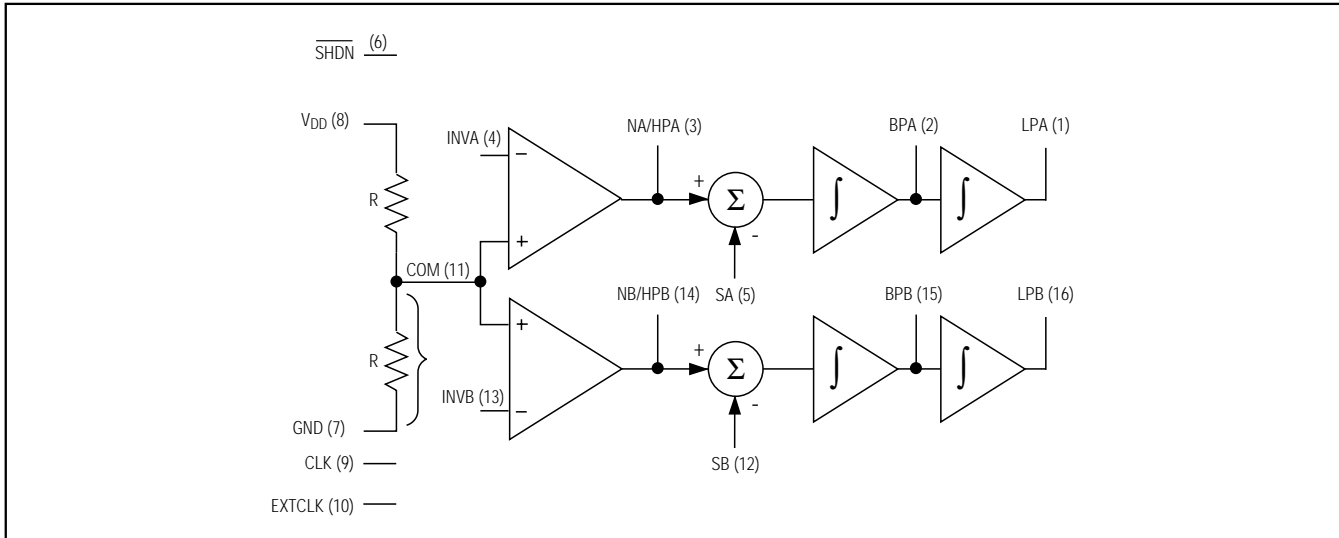 SHDN (6)
VDD (8)
R
COM (11)
R
GND (7)
CLK (9)
EXTCLK (10)
INVA (4)
−
+
NA/HPA (3)
+
Σ
-
SA (5)
∫
BPA (2)
∫
LPA (1)
+
INVB (13)
−
NB/HPB (14)
+
Σ
-
SB (12)
∫
BPB (15)
∫
LPB (16)